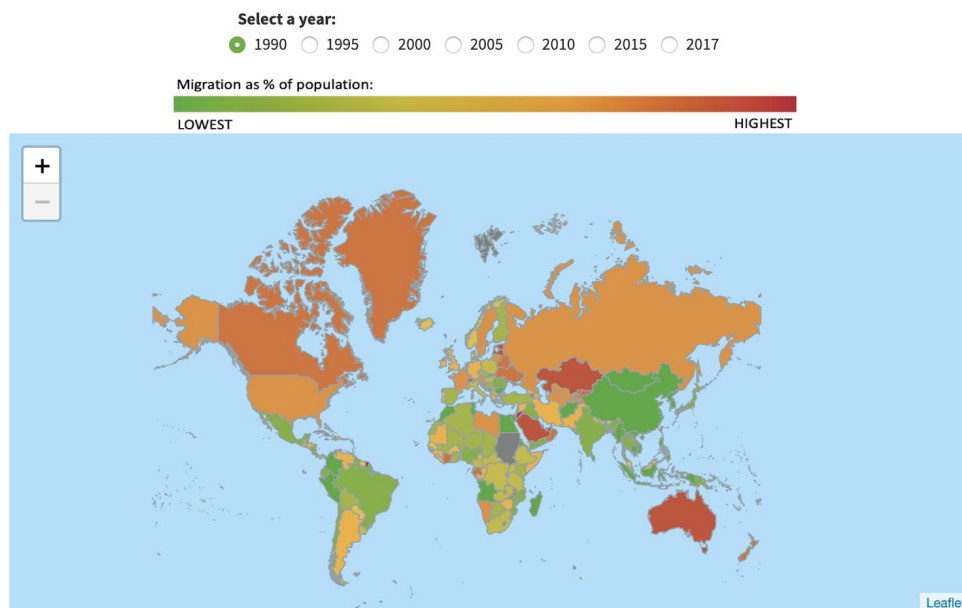 Select a year:
1990 1995 2000 2005 2010 2015 2017
Migration as % of population:
LOWEST HIGHEST
+
−
Leafle